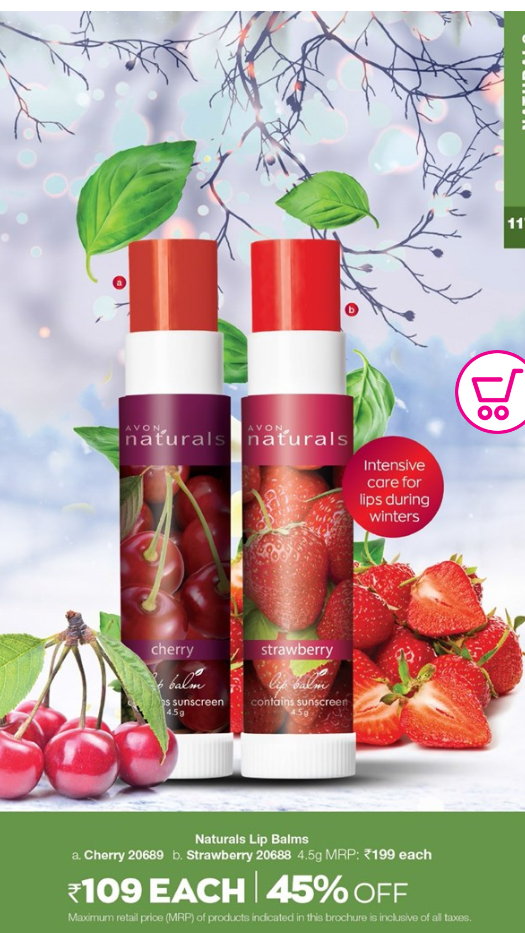 11
a
b
AVON
naturals
AVON
naturals
Intensive
care for
lips during
winters
cherry
strawberry
lip balm
contains sunscreen
4.5g
4.5g
Naturals Lip Balms
a. Cherry 20689 b. Strawberry 20688 4.5g MRP: ₹199 each
₹109 EACH | 45% OFF
Maximum retail price (MRP) of products indicated in this brochure is inclusive of all taxes.